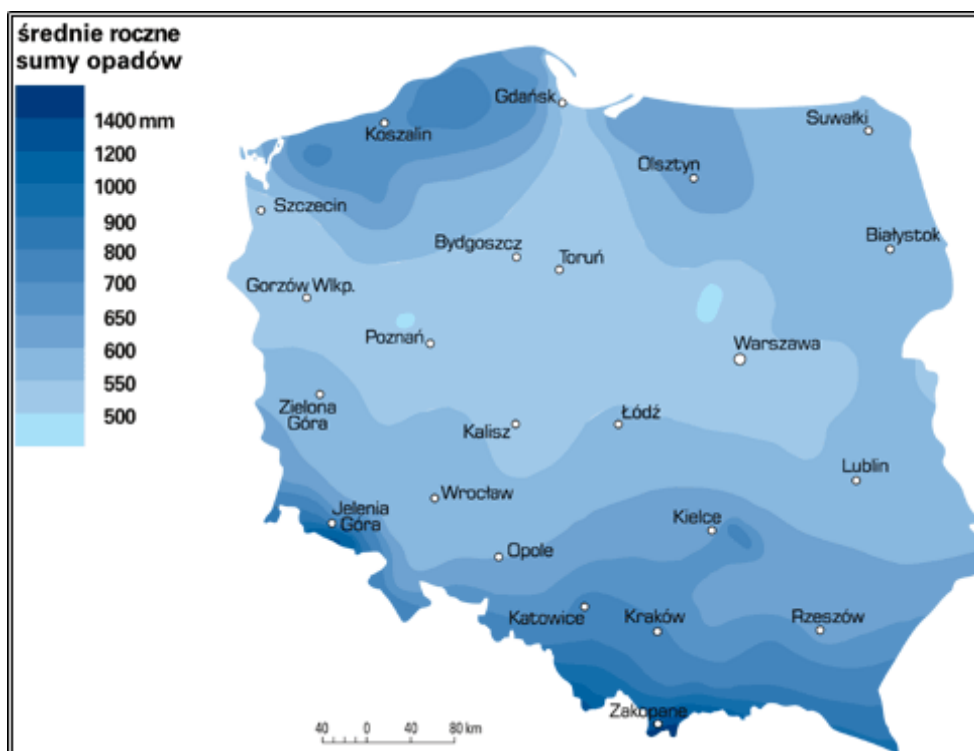 średnie roczne
sumy opadów
1400 mm
1200
1000
900
800
700
650
600
550
500
Gdańsk
Koszalin
Suwałki
Olsztyn
Szczecin
Białystok
Bydgoszcz
Toruń
Gorzów Wlkp.
Poznań
Warszawa
Zielona
Góra
Kalisz
Łódź
Lublin
Wrocław
Jelenia
Góra
Kielce
Opole
Katowice
Kraków
Rzeszów
Zakopane
40 0 40 80 km